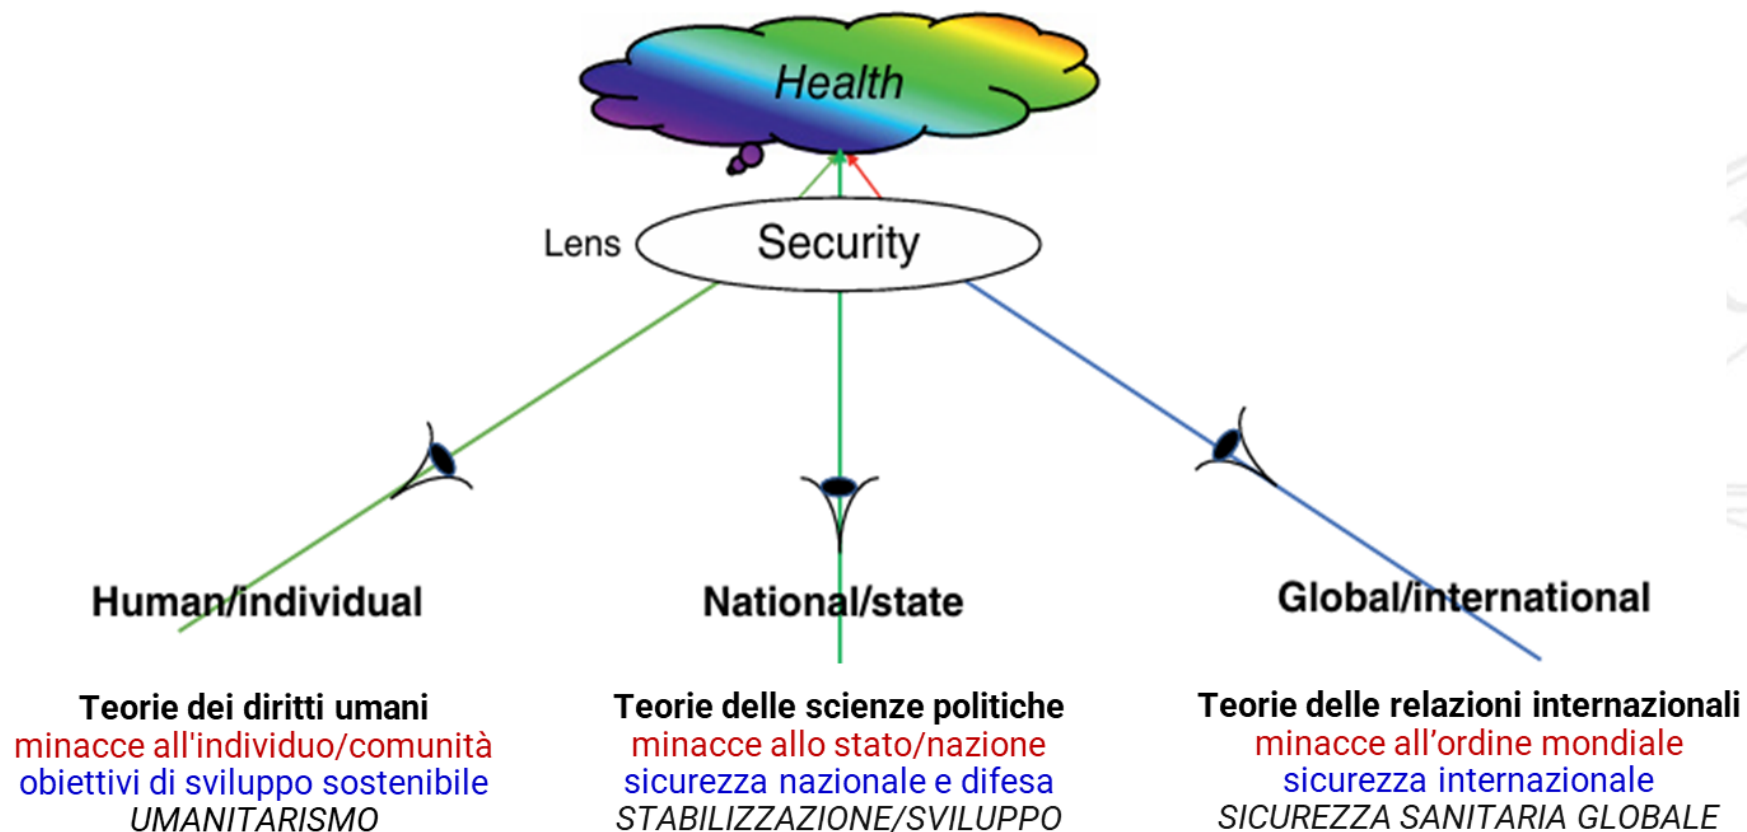 Health
Lens
Security
Human/individual
National/state
Global/international
Teorie dei diritti umani
minacce all'individuo/comunità
obiettivi di sviluppo sostenibile
UMANITARISMO
Teorie delle scienze politiche
minacce allo stato/nazione
sicurezza nazionale e difesa
STABILIZZAZIONE/SVILUPPO
Teorie delle relazioni internazionali
minacce all’ordine mondiale
sicurezza internazionale
SICUREZZA SANITARIA GLOBALE